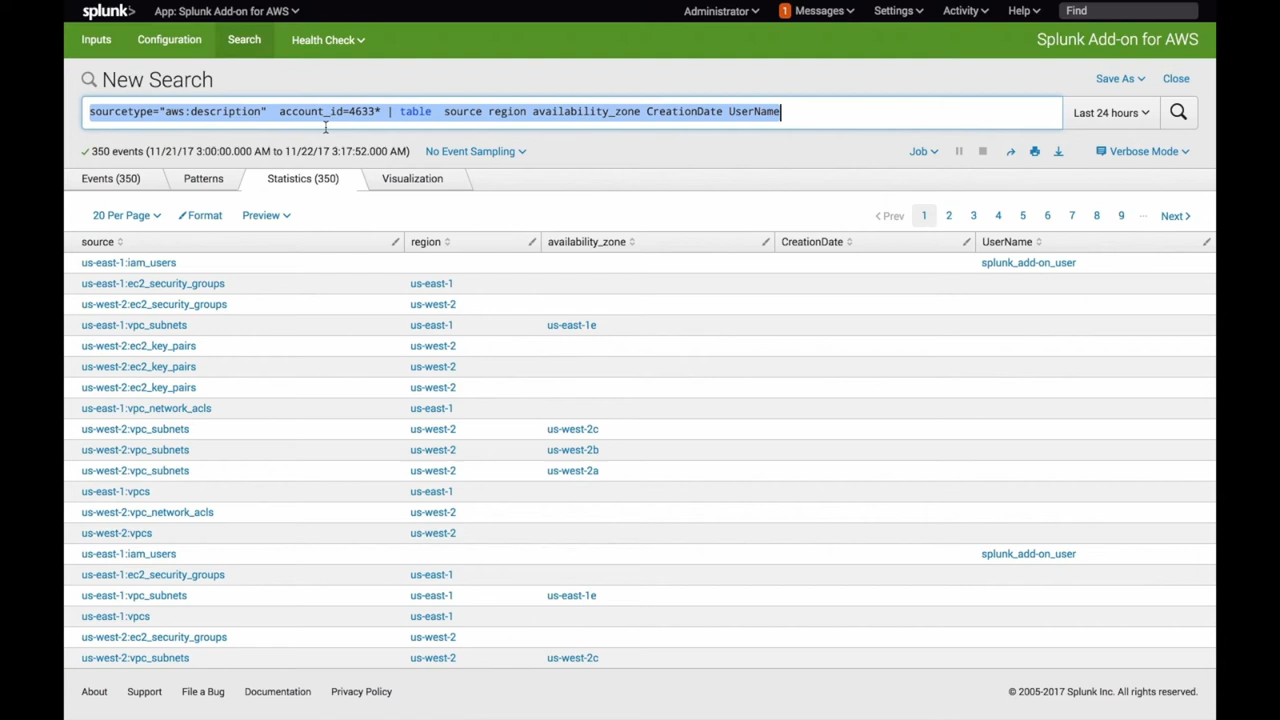 splunk> App: Splunk Add-on for AWS Administrator 1 Messages Settings Activity Help Find
Inputs Configuration Search Health Check Splunk Add-on for AWS
New Search Save As Close
sourcetype="aws:description" account_id=4633* | table source region availability_zone CreationDate UserName Last 24 hours
350 events (11/21/17 3:00:00.000 AM to 11/22/17 3:17:52.000 AM) No Event Sampling Job Verbose Mode
Events (350) Patterns Statistics (350) Visualization
20 Per Page Format Preview < Prev 1 2 3 4 5 6 7 8 9 ... Next >
source region availability_zone CreationDate UserName
us-east-1:iam_users splunk_add-on_user
us-east-1:ec2_security_groups us-east-1
us-west-2:ec2_security_groups us-west-2
us-east-1:vpc_subnets us-east-1 us-east-1e
us-west-2:ec2_key_pairs us-west-2
us-west-2:ec2_key_pairs us-west-2
us-west-2:ec2_key_pairs us-west-2
us-east-1:vpc_network_acls us-east-1
us-west-2:vpc_subnets us-west-2 us-west-2c
us-west-2:vpc_subnets us-west-2 us-west-2b
us-west-2:vpc_subnets us-west-2 us-west-2a
us-east-1:vpcs us-east-1
us-west-2:vpc_network_acls us-west-2
us-west-2:vpcs us-west-2
us-east-1:iam_users splunk_add-on_user
us-east-1:ec2_security_groups us-east-1
us-east-1:vpc_subnets us-east-1 us-east-1e
us-east-1:vpcs us-east-1
us-west-2:ec2_security_groups us-west-2
us-west-2:vpc_subnets us-west-2 us-west-2c
About Support File a Bug Documentation Privacy Policy © 2005-2017 Splunk Inc. All rights reserved.